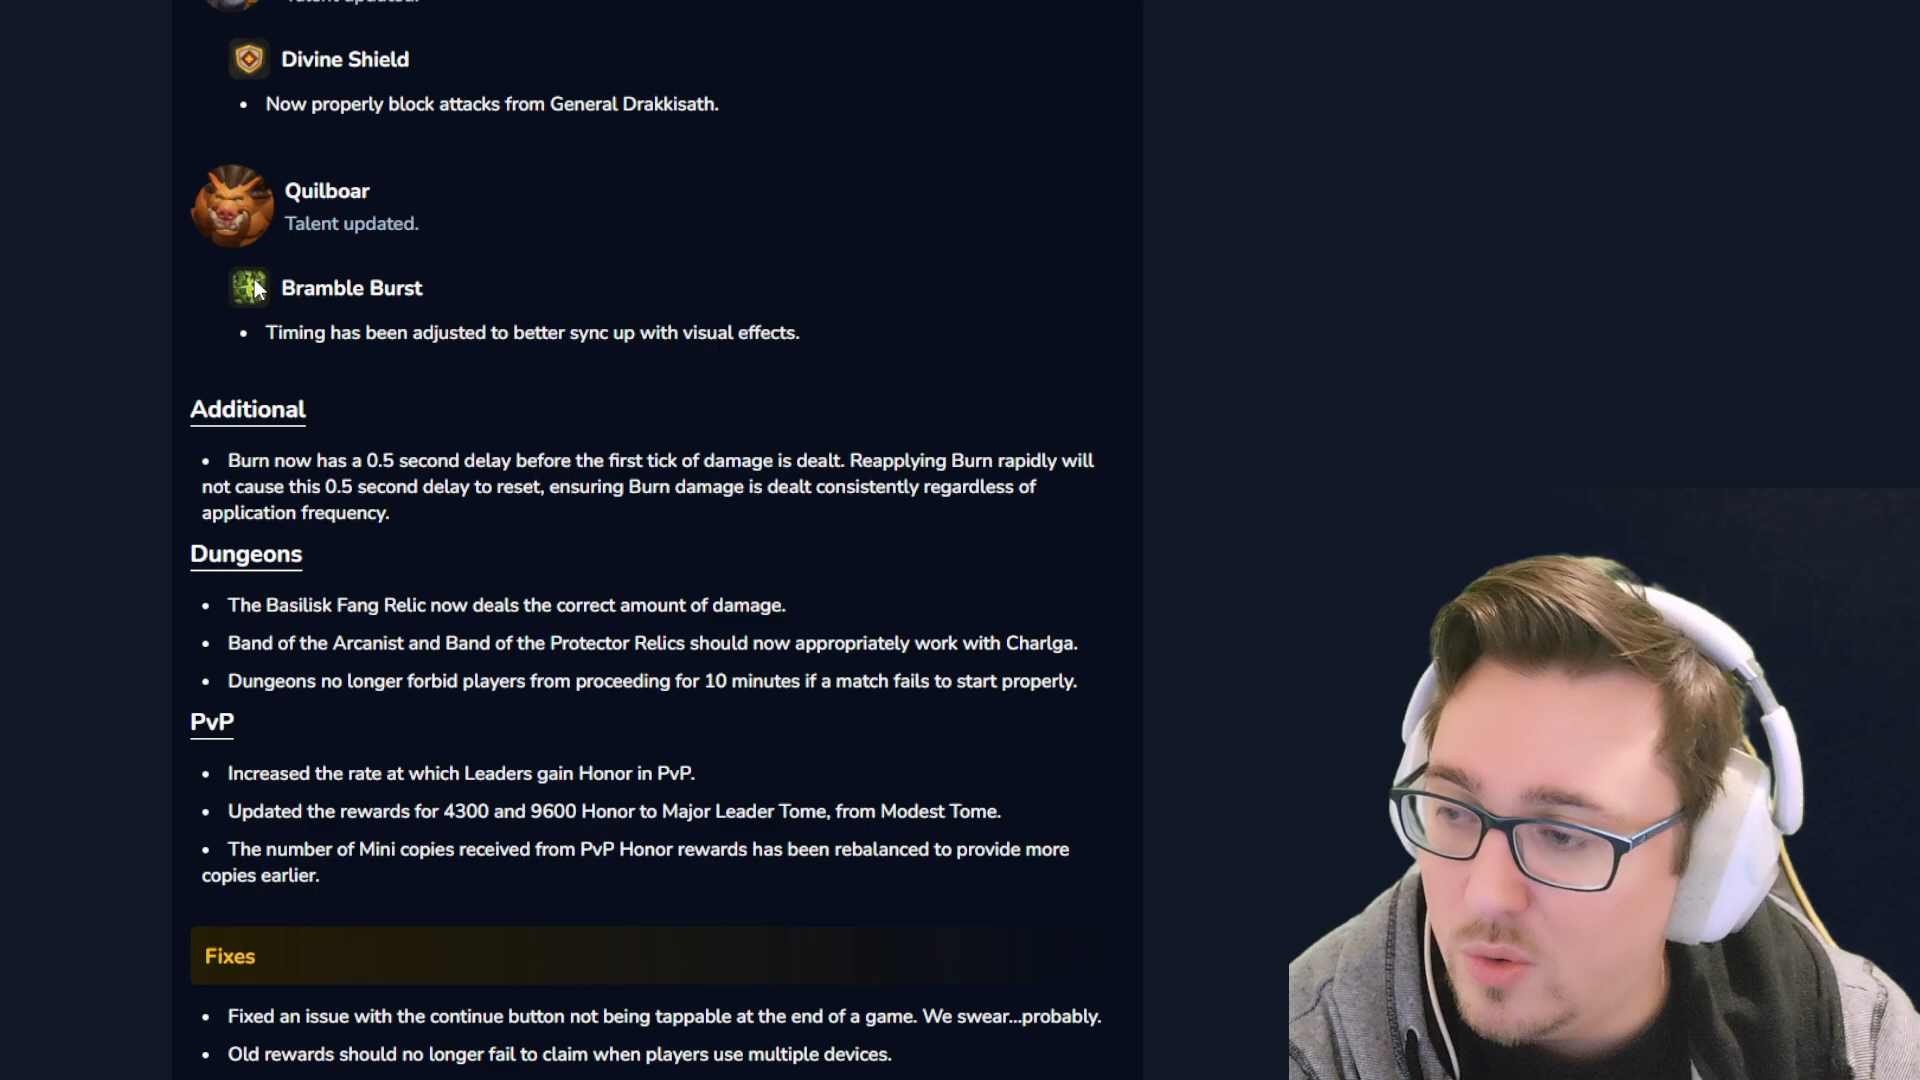 Talent updated.
Divine Shield
• Now properly block attacks from General Drakkisath.
Quilboar
Talent updated.
Bramble Burst
• Timing has been adjusted to better sync up with visual effects.
Additional
• Burn now has a 0.5 second delay before the first tick of damage is dealt. Reapplying Burn rapidly will
not cause this 0.5 second delay to reset, ensuring Burn damage is dealt consistently regardless of
application frequency.
Dungeons
• The Basilisk Fang Relic now deals the correct amount of damage.
• Band of the Arcanist and Band of the Protector Relics should now appropriately work with Charlga.
• Dungeons no longer forbid players from proceeding for 10 minutes if a match fails to start properly.
PvP
• Increased the rate at which Leaders gain Honor in PvP.
• Updated the rewards for 4300 and 9600 Honor to Major Leader Tome, from Modest Tome.
• The number of Mini copies received from PvP Honor rewards has been rebalanced to provide more
copies earlier.
Fixes
• Fixed an issue with the continue button not being tappable at the end of a game. We swear...probably.
• Old rewards should no longer fail to claim when players use multiple devices.